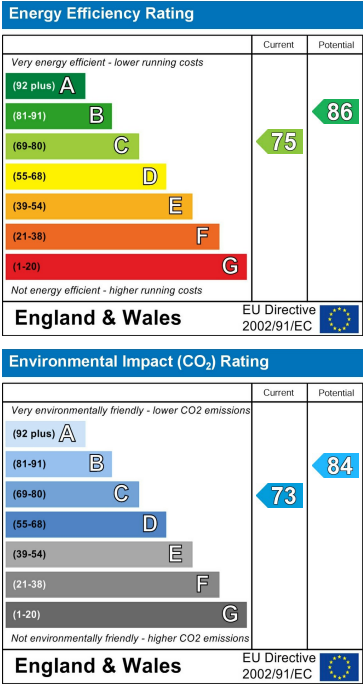 Energy Efficiency Rating
Current Potential
Very energy efficient - lower running costs
(92 plus) A
(81-91) B
86
(69-80) C
75
(55-68) D
(39-54) E
(21-38) F
(1-20) G
Not energy efficient - higher running costs
England & Wales
EU Directive
2002/91/EC
Environmental Impact (CO₂) Rating
Current Potential
Very environmentally friendly - lower CO2 emissions
(92 plus) A
(81-91) B
84
(69-80) C
73
(55-68) D
(39-54) E
(21-38) F
(1-20) G
Not environmentally friendly - higher CO2 emissions
England & Wales
EU Directive
2002/91/EC